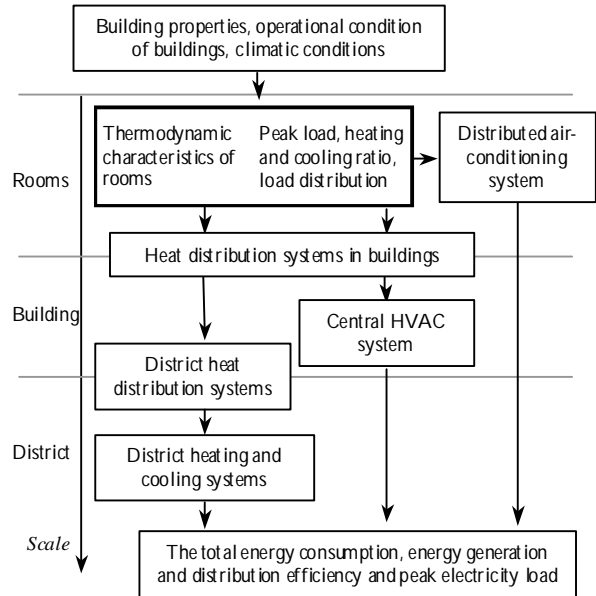 Building properties, operational condition
of buildings, climatic conditions
Rooms
Thermodynamic
characteristics of
rooms
Peak load, heating
and cooling ratio,
load distribution
Distributed air-
conditioning
system
Heat distribution systems in buildings
Building
Central HVAC
system
District heat
distribution systems
District
District heating and
cooling systems
Scale
The total energy consumption, energy generation
and distribution efficiency and peak electricity load